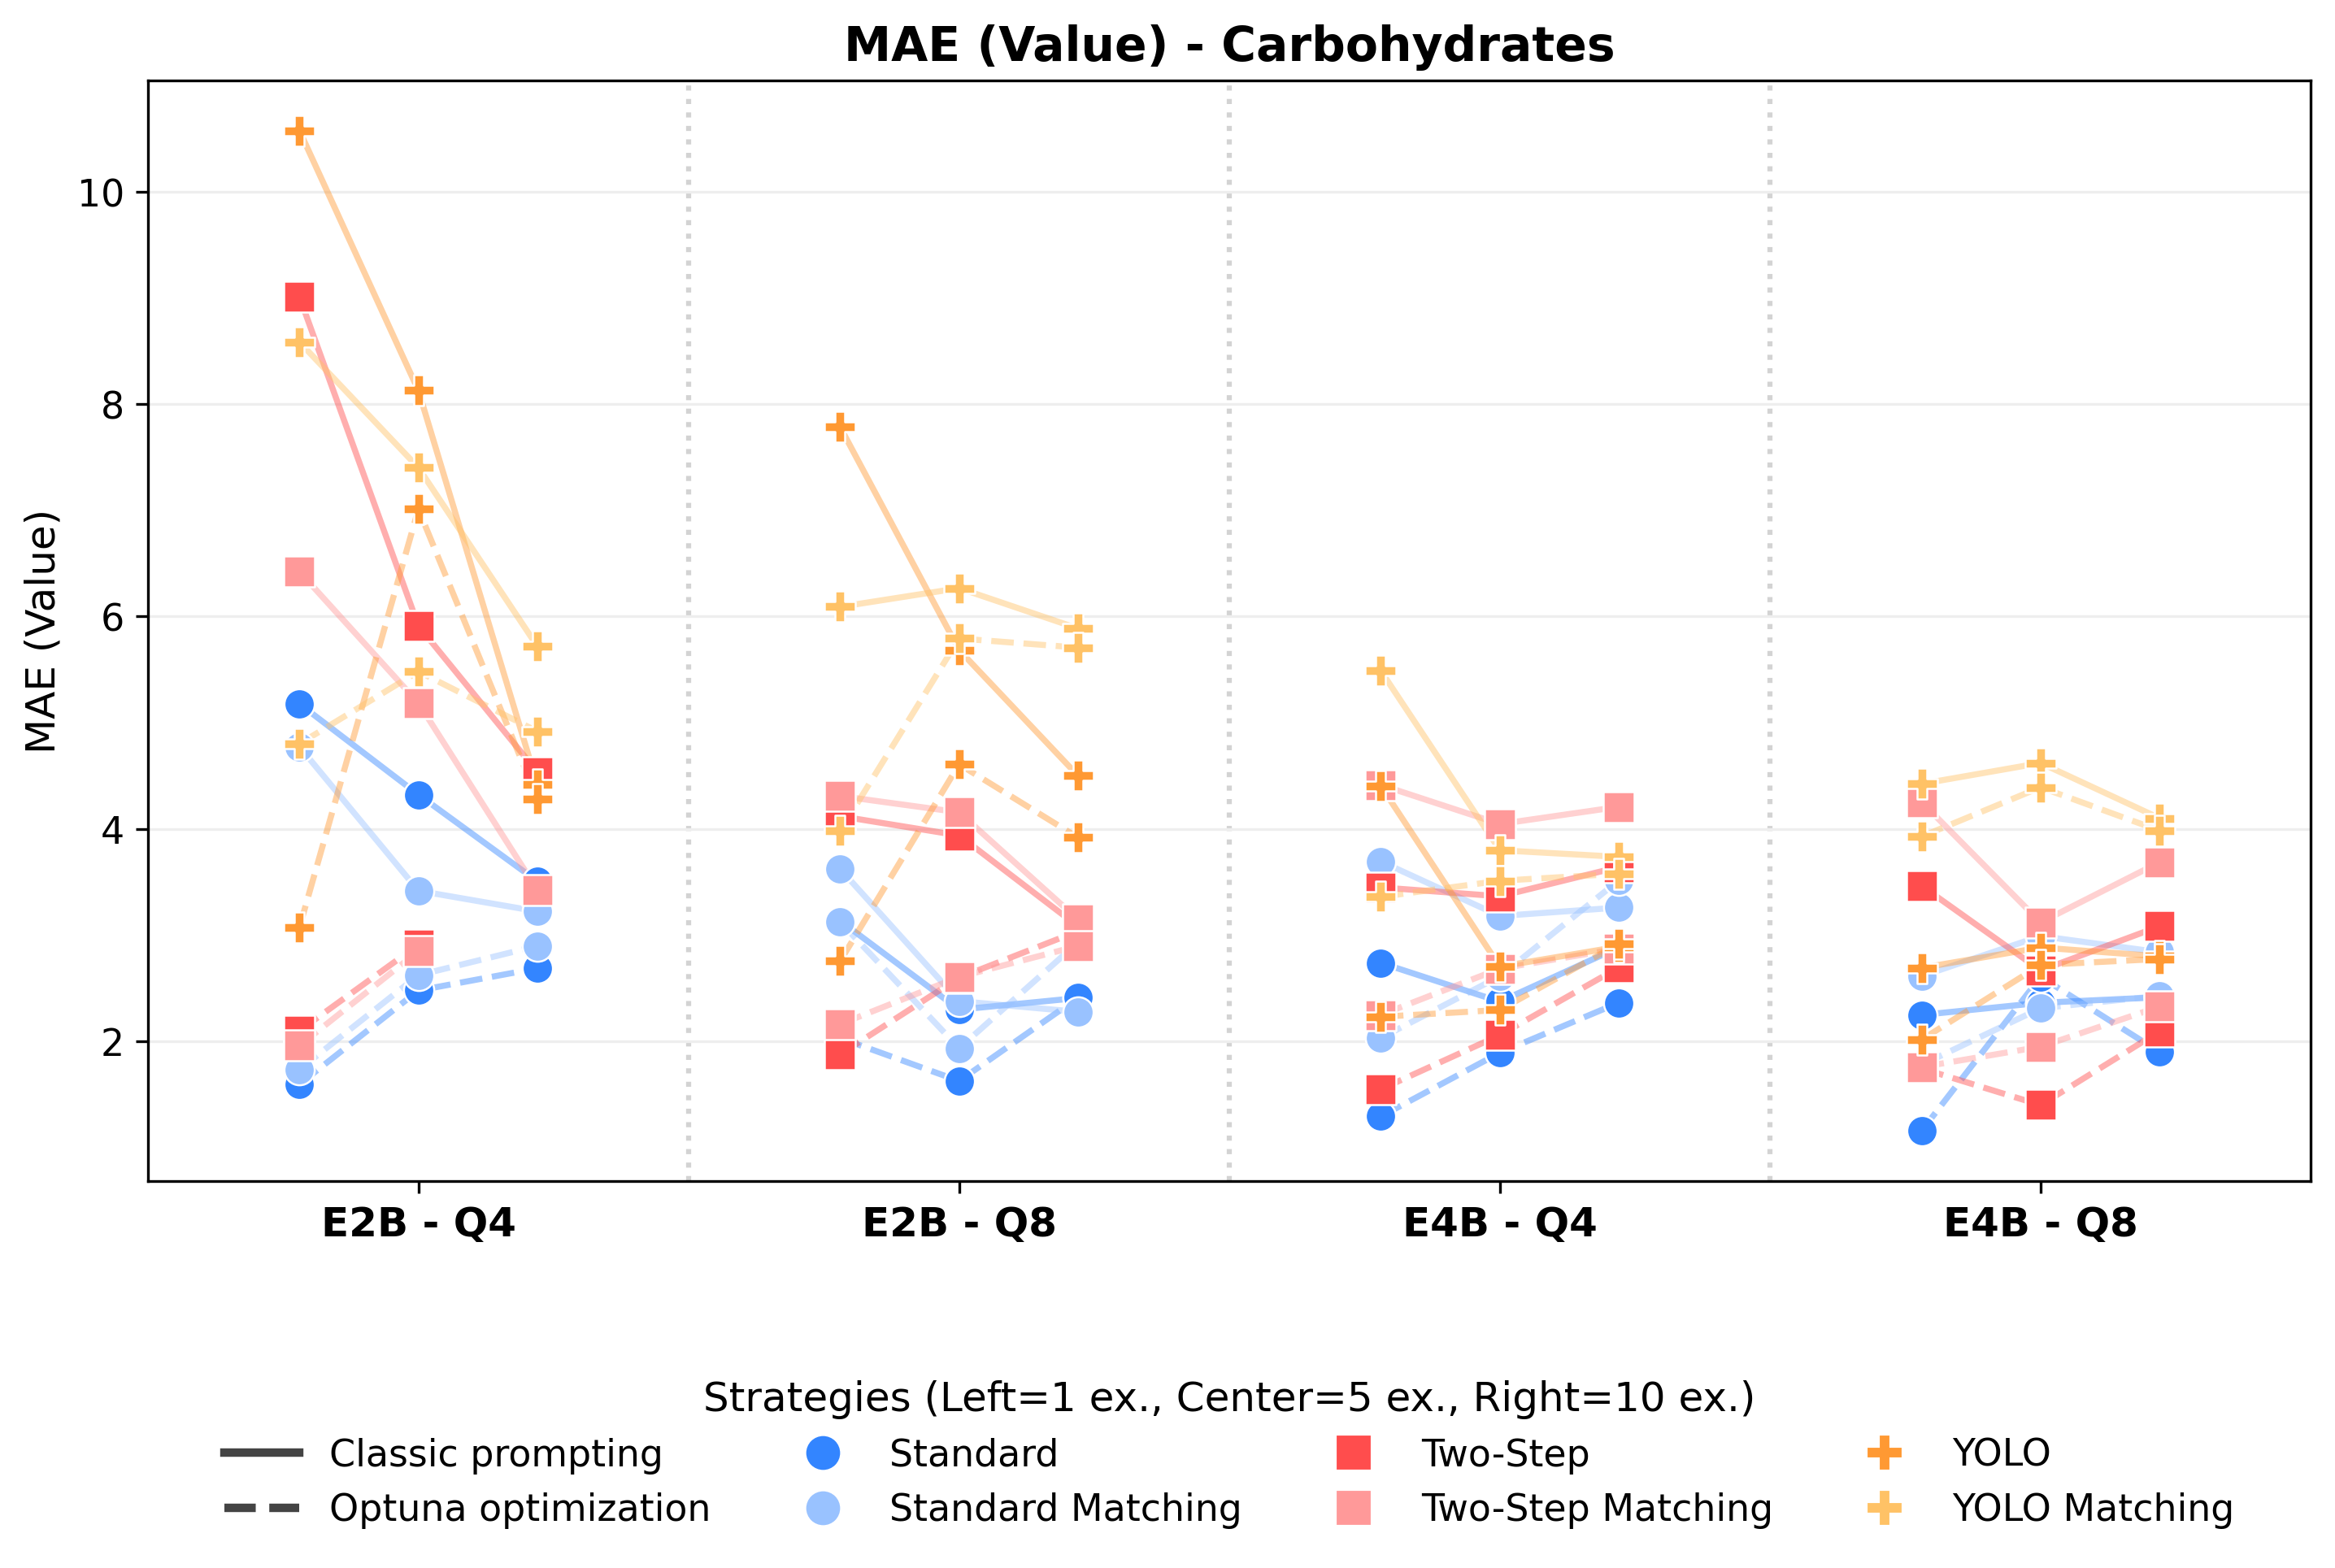 MAE (Value) - Carbohydrates
MAE (Value)
10
8
6
4
2
E2B - Q4
E2B - Q8
E4B - Q4
E4B - Q8
Strategies (Left=1 ex., Center=5 ex., Right=10 ex.)
Classic prompting
Optuna optimization
Standard
Standard Matching
Two-Step
Two-Step Matching
YOLO
YOLO Matching